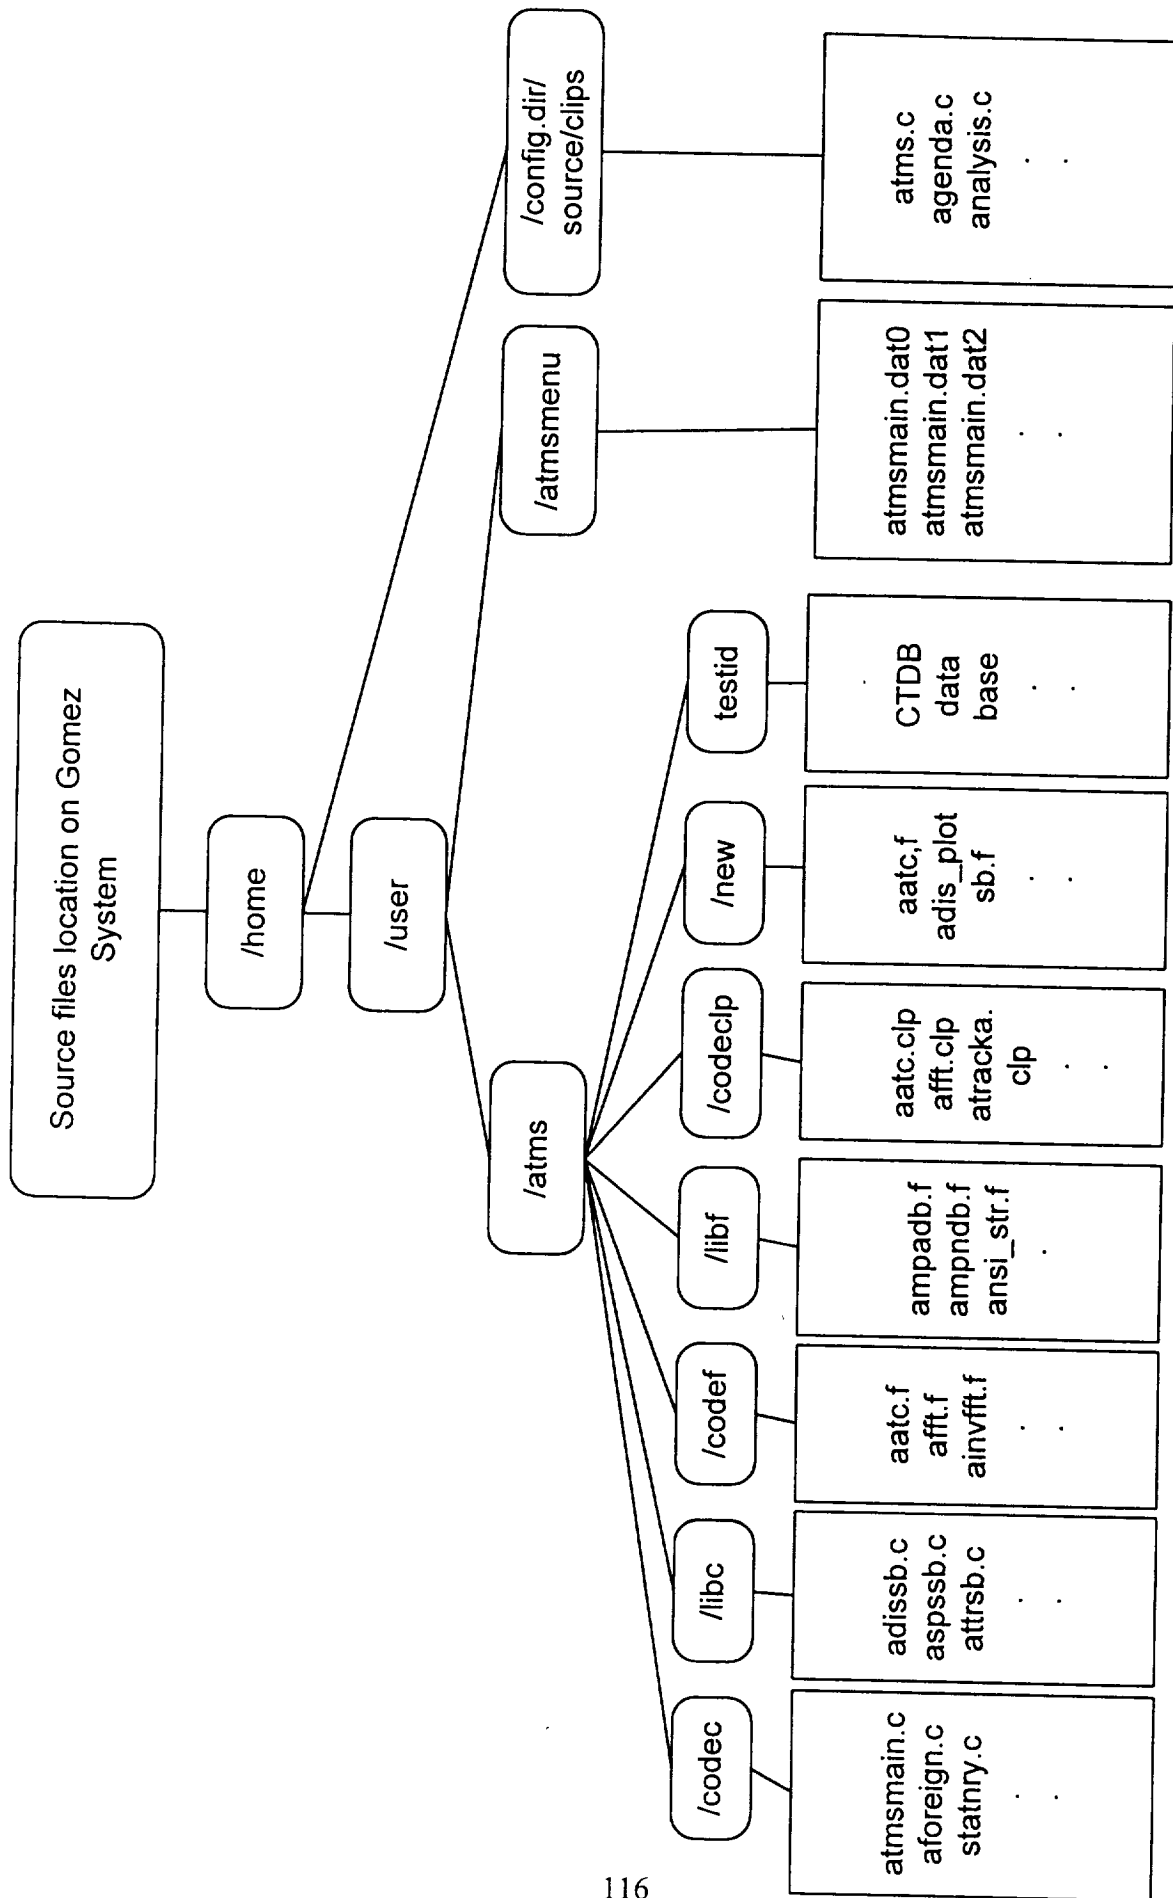 Source files location on Gomez
System
/home
/user
/config.dir/
source/clips
/atms
/atmsmenu
/codec
/libc
/codef
/libf
/codeclp
/new
testid
atmsmain.c
aforeign.c
statnry.c
.
.
adissb.c
aspssb.c
attrsb.c
.
.
aatc.f
afft.f
ainvfft.f
.
.
ampadb.f
ampndb.f
ansi_str.f
.
aatc.clp
afft.clp
atracka.
clp
.
.
aatc,f
adis_plot
sb.f
.
.
CTDB
data
base
.
.
atmsmain.dat0
atmsmain.dat1
atmsmain.dat2
.
.
atms.c
agenda.c
analysis.c
.
.
116